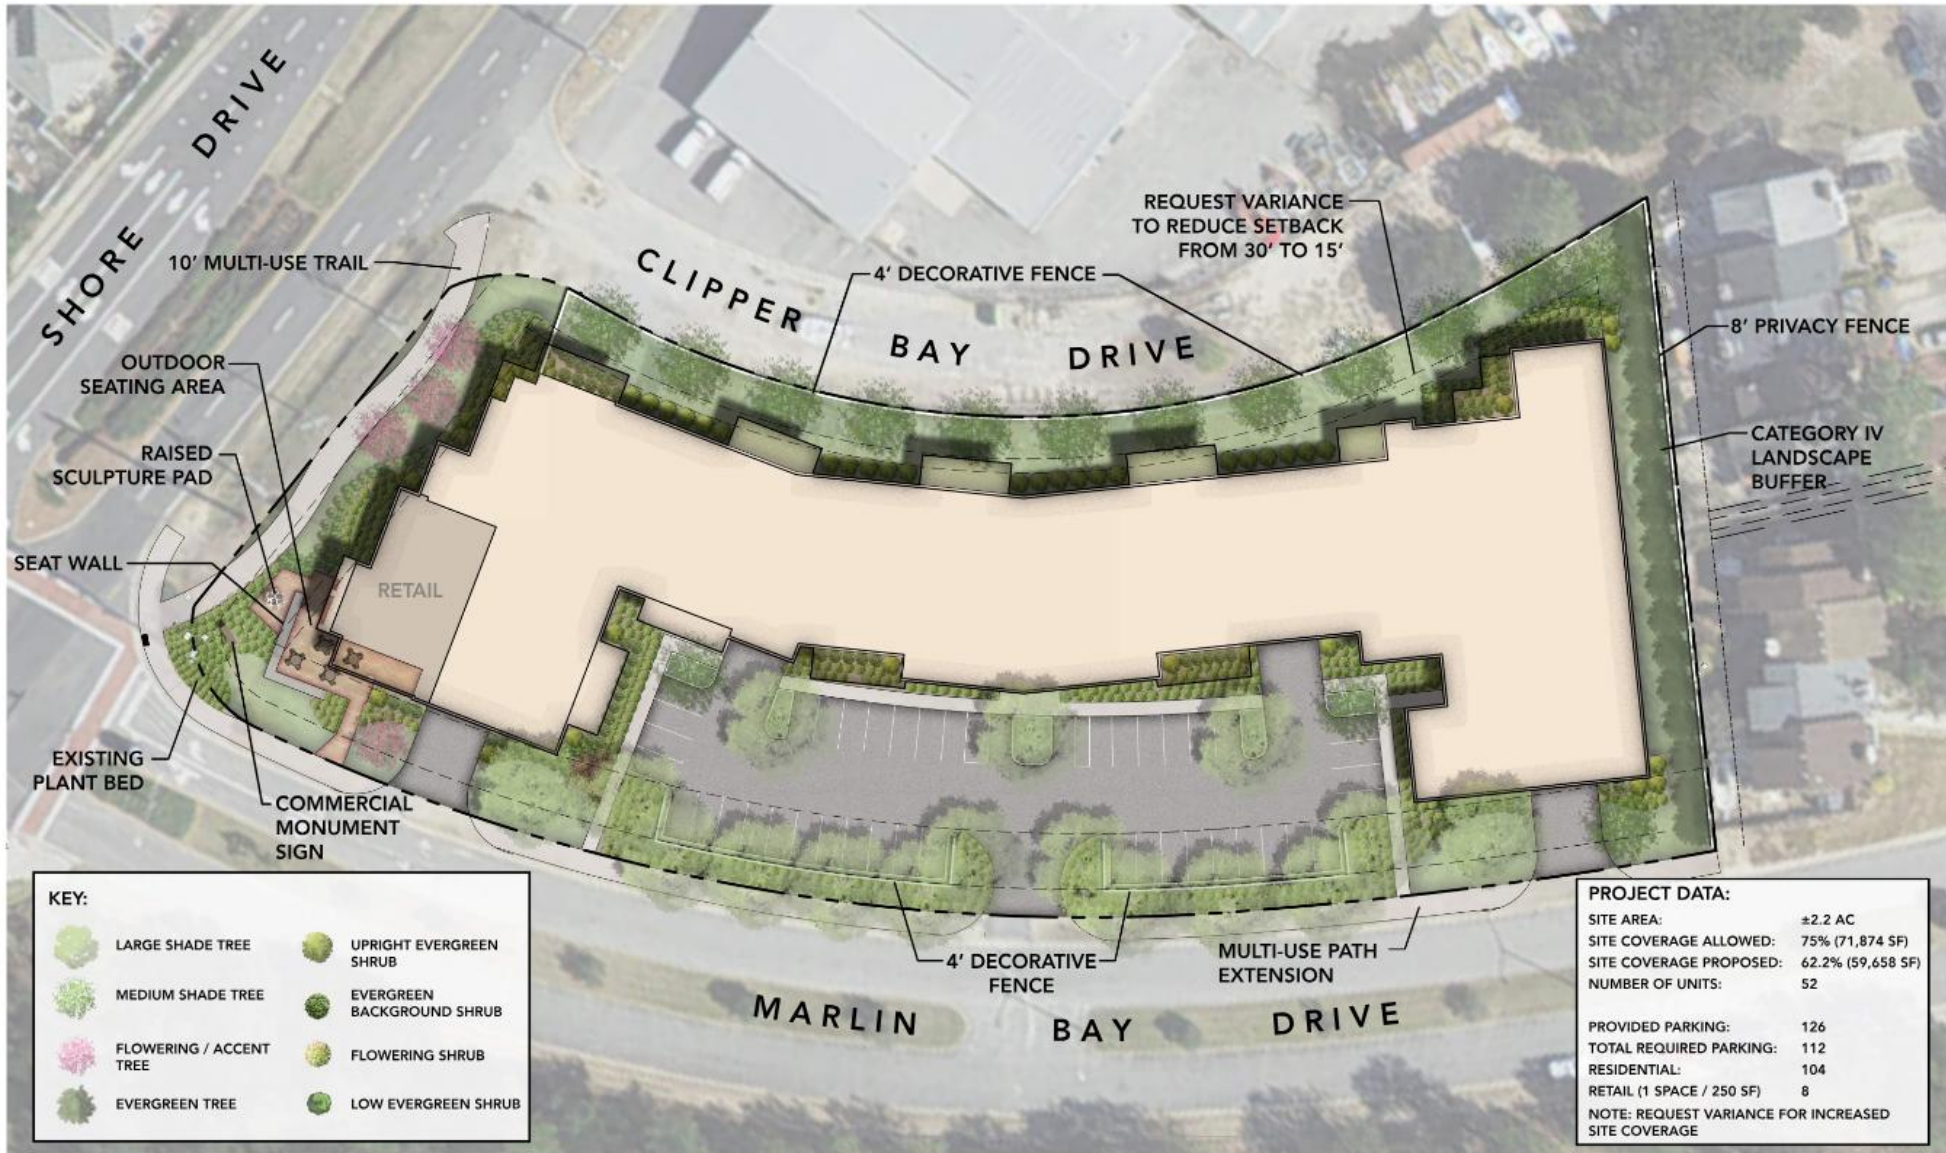 SHORE DRIVE
10' MULTI-USE TRAIL
CLIPPER BAY DRIVE
4' DECORATIVE FENCE
REQUEST VARIANCE
TO REDUCE SETBACK
FROM 30' TO 15'
8' PRIVACY FENCE
OUTDOOR
SEATING AREA
RAISED
SCULPTURE PAD
CATEGORY IV
LANDSCAPE
BUFFER
SEAT WALL
RETAIL
EXISTING
PLANT BED
COMMERCIAL
MONUMENT
SIGN
4' DECORATIVE
FENCE
MULTI-USE PATH
EXTENSION
MARLIN BAY DRIVE
KEY:
LARGE SHADE TREE
MEDIUM SHADE TREE
FLOWERING / ACCENT
TREE
EVERGREEN TREE
UPRIGHT EVERGREEN
SHRUB
EVERGREEN
BACKGROUND SHRUB
FLOWERING SHRUB
LOW EVERGREEN SHRUB
PROJECT DATA:
SITE AREA: ±2.2 AC
SITE COVERAGE ALLOWED: 75% (71,874 SF)
SITE COVERAGE PROPOSED: 62.2% (59,658 SF)
NUMBER OF UNITS: 52
PROVIDED PARKING: 126
TOTAL REQUIRED PARKING: 112
RESIDENTIAL: 104
RETAIL (1 SPACE / 250 SF) 8
NOTE: REQUEST VARIANCE FOR INCREASED
SITE COVERAGE